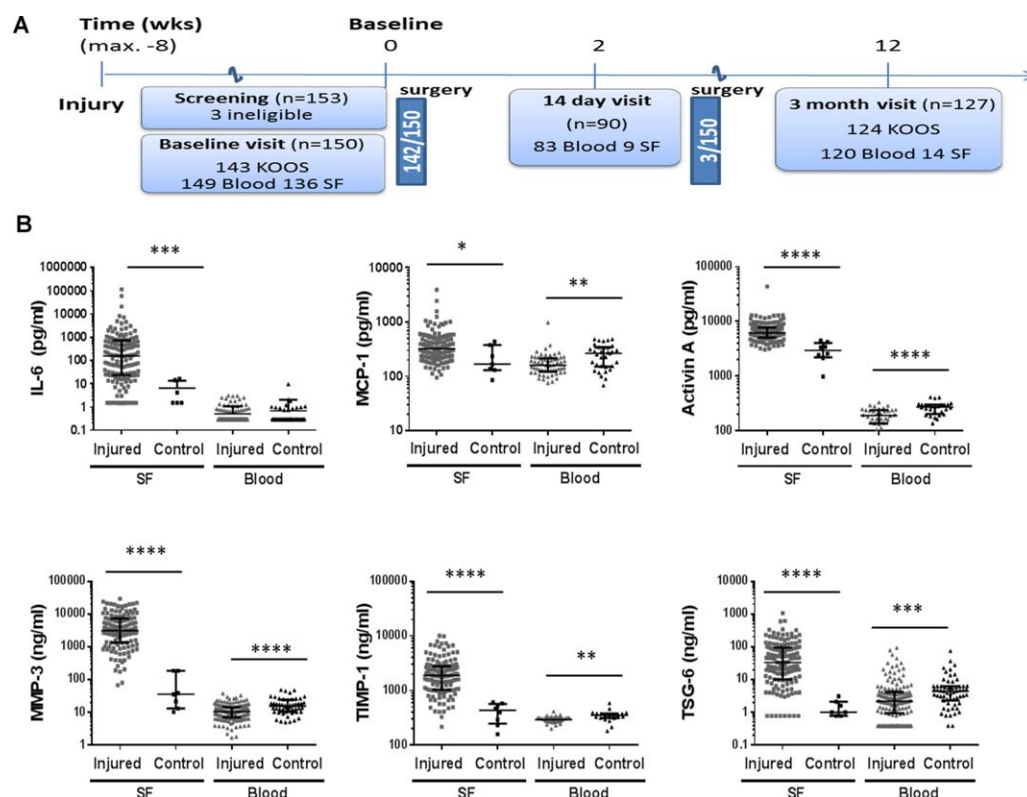 A
Time (wks)
(max. -8)
Baseline
0
2
12
Injury
Screening (n=153)
3 ineligible
Baseline visit (n=150)
143 KOOS
149 Blood 136 SF
surgery
142/150
14 day visit
(n=90)
83 Blood 9 SF
surgery
3/150
3 month visit (n=127)
124 KOOS
120 Blood 14 SF
B
IL-6 (pg/ml)
1000000
100000
10000
1000
100
10
1
0.1
***
Injured Control Injured Control
SF Blood
MCP-1 (pg/ml)
10000
1000
100
10
*
**
Injured Control Injured Control
SF Blood
Activin A (pg/ml)
100000
10000
1000
100
****
****
Injured Control Injured Control
SF Blood
MMP-3 (ng/ml)
100000
10000
1000
100
10
1
****
****
Injured Control Injured Control
SF Blood
TIMP-1 (ng/ml)
100000
10000
1000
100
****
**
Injured Control Injured Control
SF Blood
TSG-6 (ng/ml)
10000
1000
100
10
1
0.1
****
***
Injured Control Injured Control
SF Blood